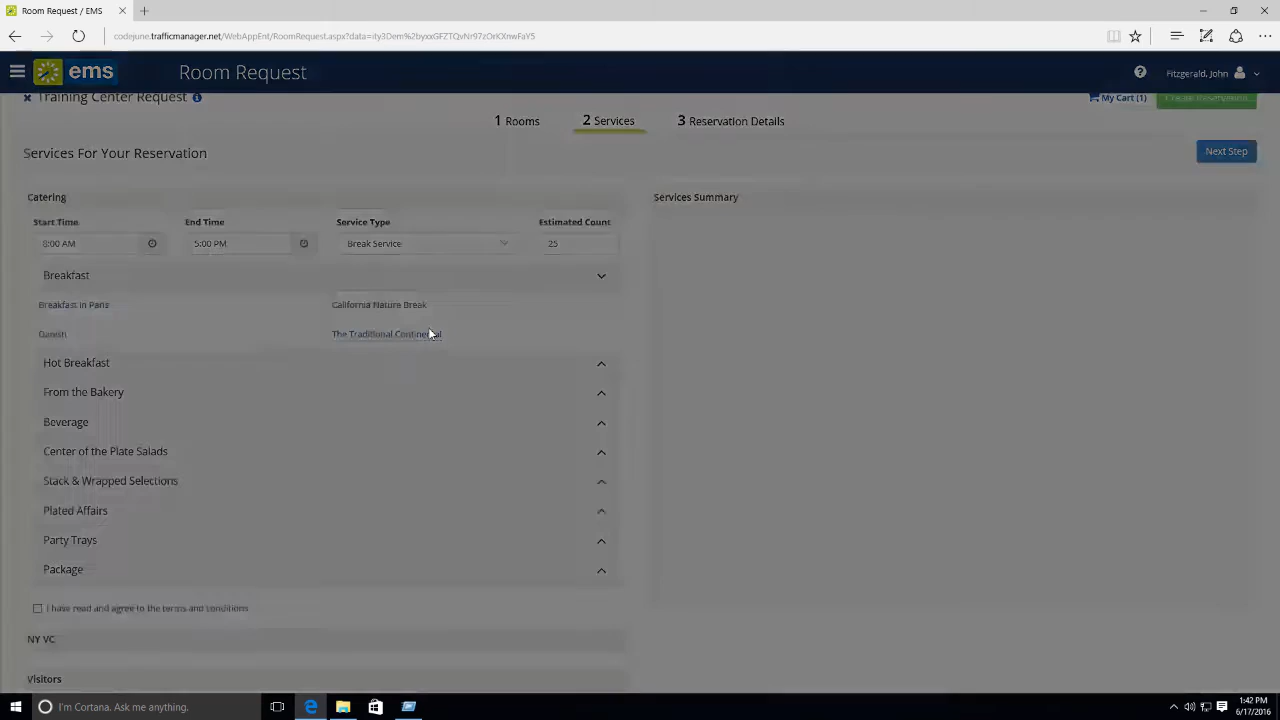 Room Request / EMS
codejune.trafficmanager.net/WebAppEnt/RoomRequest.aspx?data=ity3Dem%2byxxGFZTQvNr97zOrKXnwFaY5
ems Room Request Fitzgerald, John
Training Center Request My Cart (1) Create Reservation
1 Rooms 2 Services 3 Reservation Details
Services For Your Reservation Next Step
Catering Services Summary
Start Time End Time Service Type Estimated Count
8:00 AM 5:00 PM Break Service 25
Breakfast
Breakfast in Paris California Nature Break
Danish The Traditional Continental
Hot Breakfast
From the Bakery
Beverage
Center of the Plate Salads
Stack & Wrapped Selections
Plated Affairs
Party Trays
Package
I have read and agree to the terms and conditions
NY VC
Visitors
I'm Cortana. Ask me anything. 1:42 PM
6/17/2016